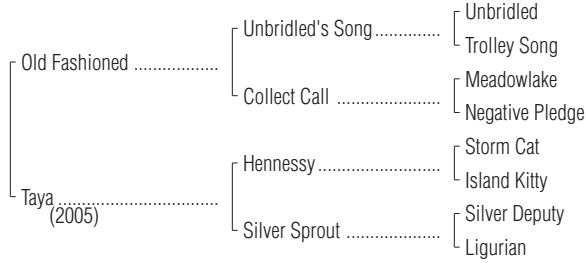 Unbridled
Unbridled's Song..............
Trolley Song
Old Fashioned ..................
Meadowlake
Collect Call ......................
Negative Pledge
Storm Cat
Hennessy..........................
Island Kitty
Taya ..................................
(2005)
Silver Deputy
Silver Sprout ....................
Ligurian